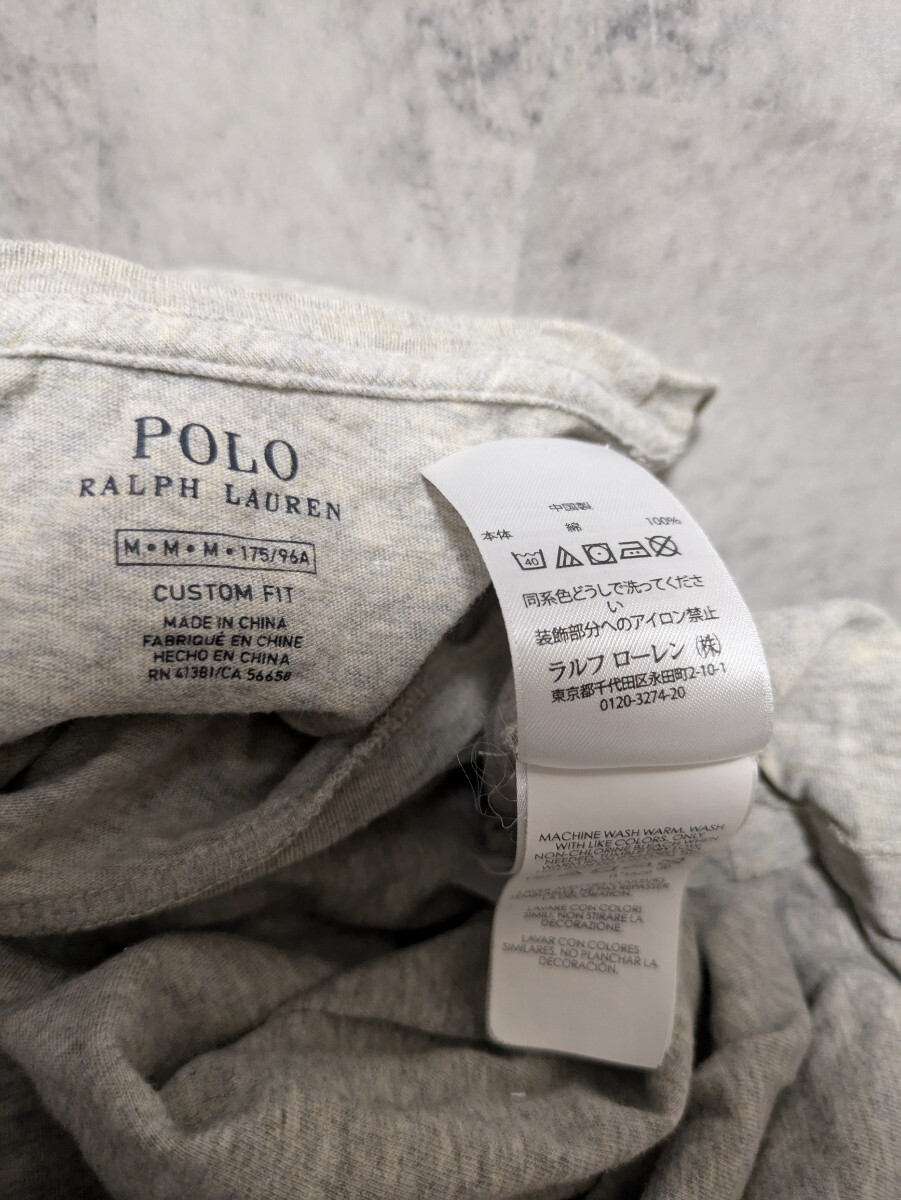 POLO
RALPH LAUREN
M • M • M • 175/96A
CUSTOM FIT
MADE IN CHINA
FABRIQUÉ EN CHINE
HECHO EN CHINA
RN 41381/CA 56658
中国製
本体 綿 100%
40
同系色どうしで洗ってくださ
い
装飾部分へのアイロン禁止
ラルフ ローレン (株)
東京都千代田区永田町2-10-1
0120-3274-20
MACHINE WASH WARM. WASH
WITH LIKE COLORS. ONLY
NON-CHLORINE BLEACH WHEN
LAVARE CON COLORI
SIMILI. NON STIRARE LA
DECORAZIONE.
LAVAR CON COLORES
SIMILARES. NO PLANCHAR LA
DECORACIÓN.